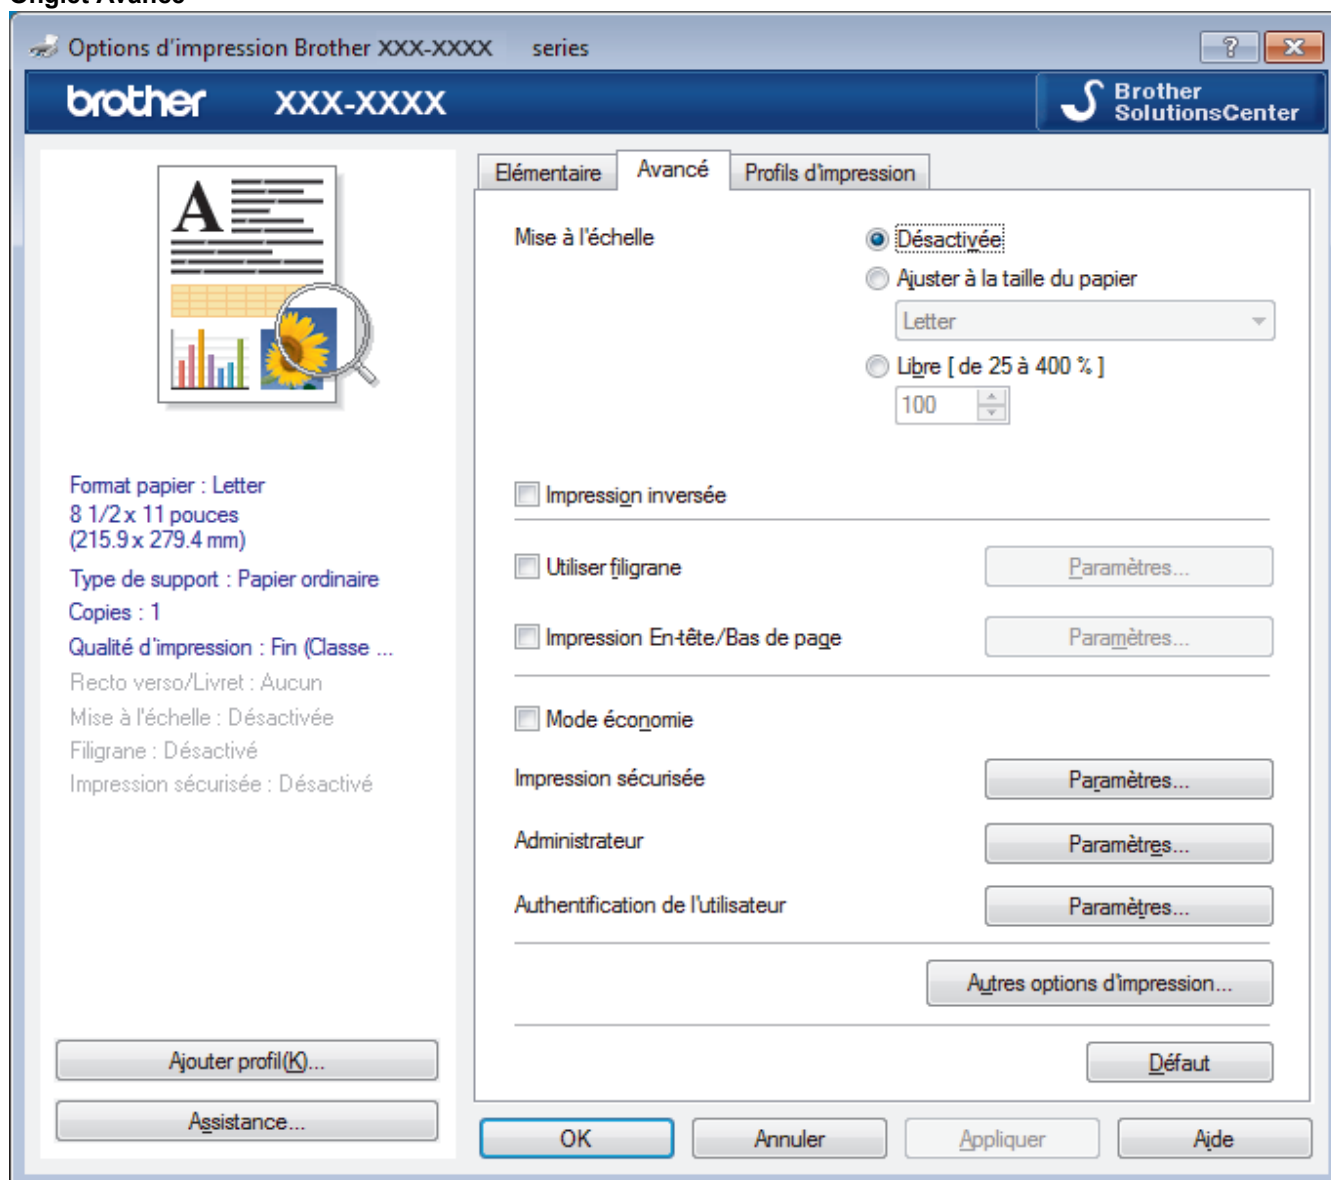 Onglet Avancé
Options d'impression Brother XXX-XXXX series
brother XXX-XXXX
Brother
SolutionsCenter
A
Format papier : Letter
8 1/2 x 11 pouces
(215.9 x 279.4 mm)
Type de support : Papier ordinaire
Copies : 1
Qualité d'impression : Fin (Classe ...
Recto verso/Livret : Aucun
Mise à l'échelle : Désactivée
Filigrane : Désactivé
Impression sécurisée : Désactivé
Ajouter profil(K)...
Assistance...
Elémentaire Avancé Profils d'impression
Mise à l'échelle Désactivée
Ajuster à la taille du papier
Letter
Libre [ de 25 à 400 % ]
100
Impression inversée
Utiliser filigrane Paramètres...
Impression En-tête/Bas de page Paramètres...
Mode économie
Impression sécurisée Paramètres...
Administrateur Paramètres...
Authentification de l'utilisateur Paramètres...
Autres options d'impression...
Défaut
OK Annuler Appliquer Aide